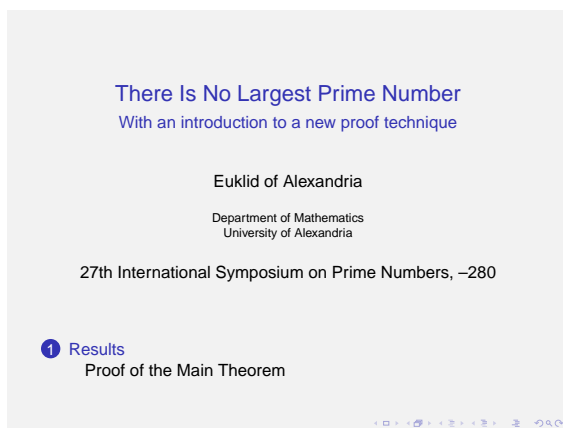 There Is No Largest Prime Number
With an introduction to a new proof technique
Euklid of Alexandria
Department of Mathematics
University of Alexandria
27th International Symposium on Prime Numbers, –280
1 Results
Proof of the Main Theorem